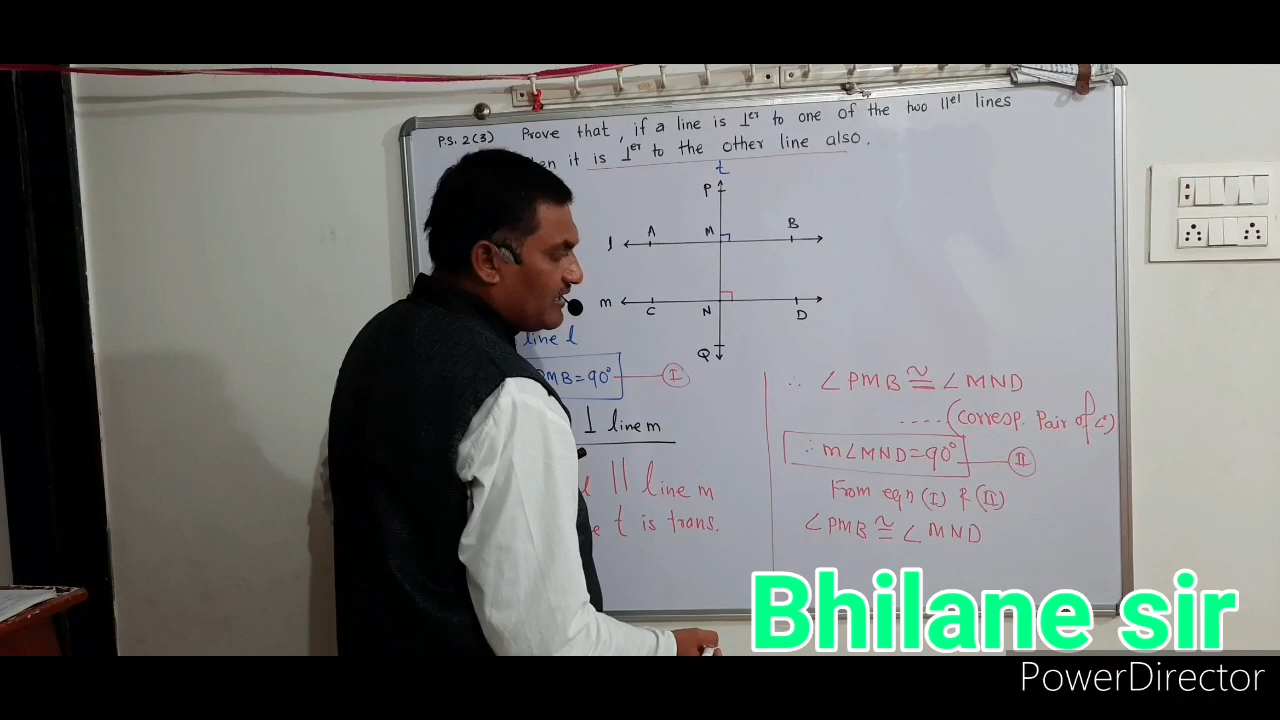 P.S. 2(3) Prove that, if a line is ⊥er to one of the two ||el lines
it is ⊥er to the other line also.
t
P
A M B
l
m
C N D
Q
line l
PMB=90° I
⊥ line m
l || line m
t is trans.
∴ ∠PMB ≅ ∠MND
....(corresp. Pair of ∠s)
∴ m∠MND=90° II
From eqn (I) & (II)
∠PMB ≅ ∠MND
Bhilane sir
PowerDirector